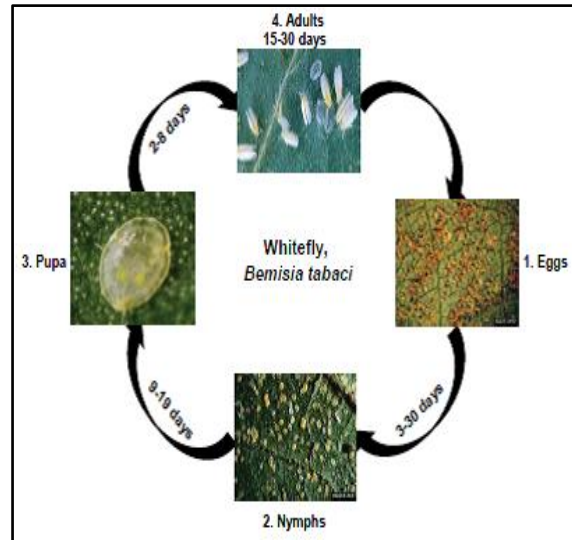 4. Adults
15-30 days
2-8 days
3. Pupa
Whitefly,
Bemisia tabaci
1. Eggs
9-19 days
3-30 days
2. Nymphs